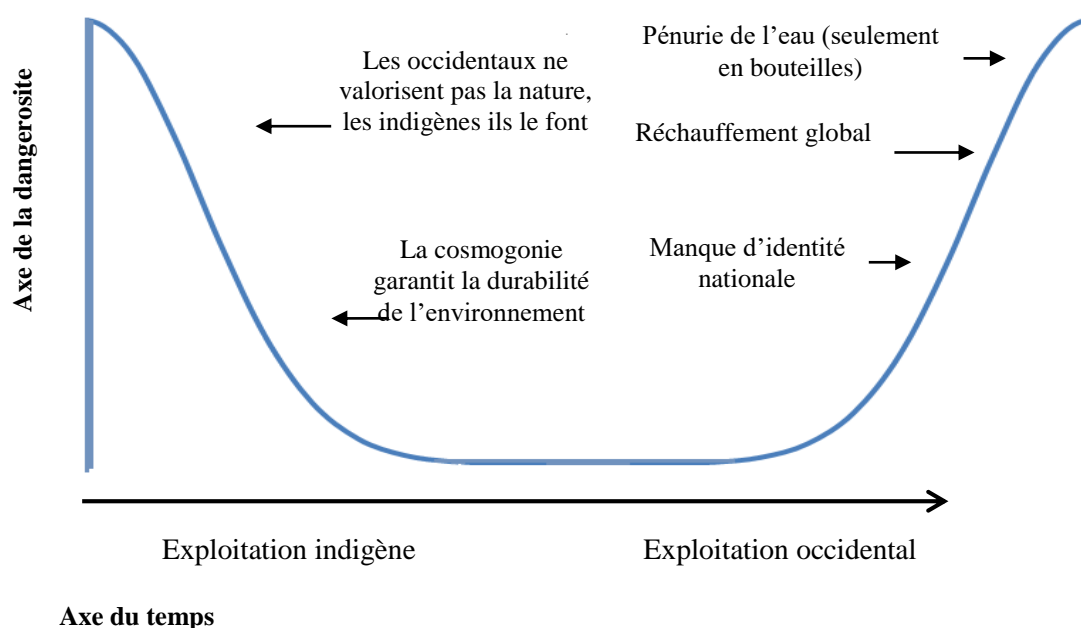 Axe de la dangerosite
Les occidentaux ne
valorisent pas la nature,
les indigènes ils le font
La cosmogonie
garantit la durabilité
de l'environnement
Pénurie de l'eau (seulement
en bouteilles)
Réchauffement global
Manque d'identité
nationale
Exploitation indigène
Exploitation occidental
Axe du temps